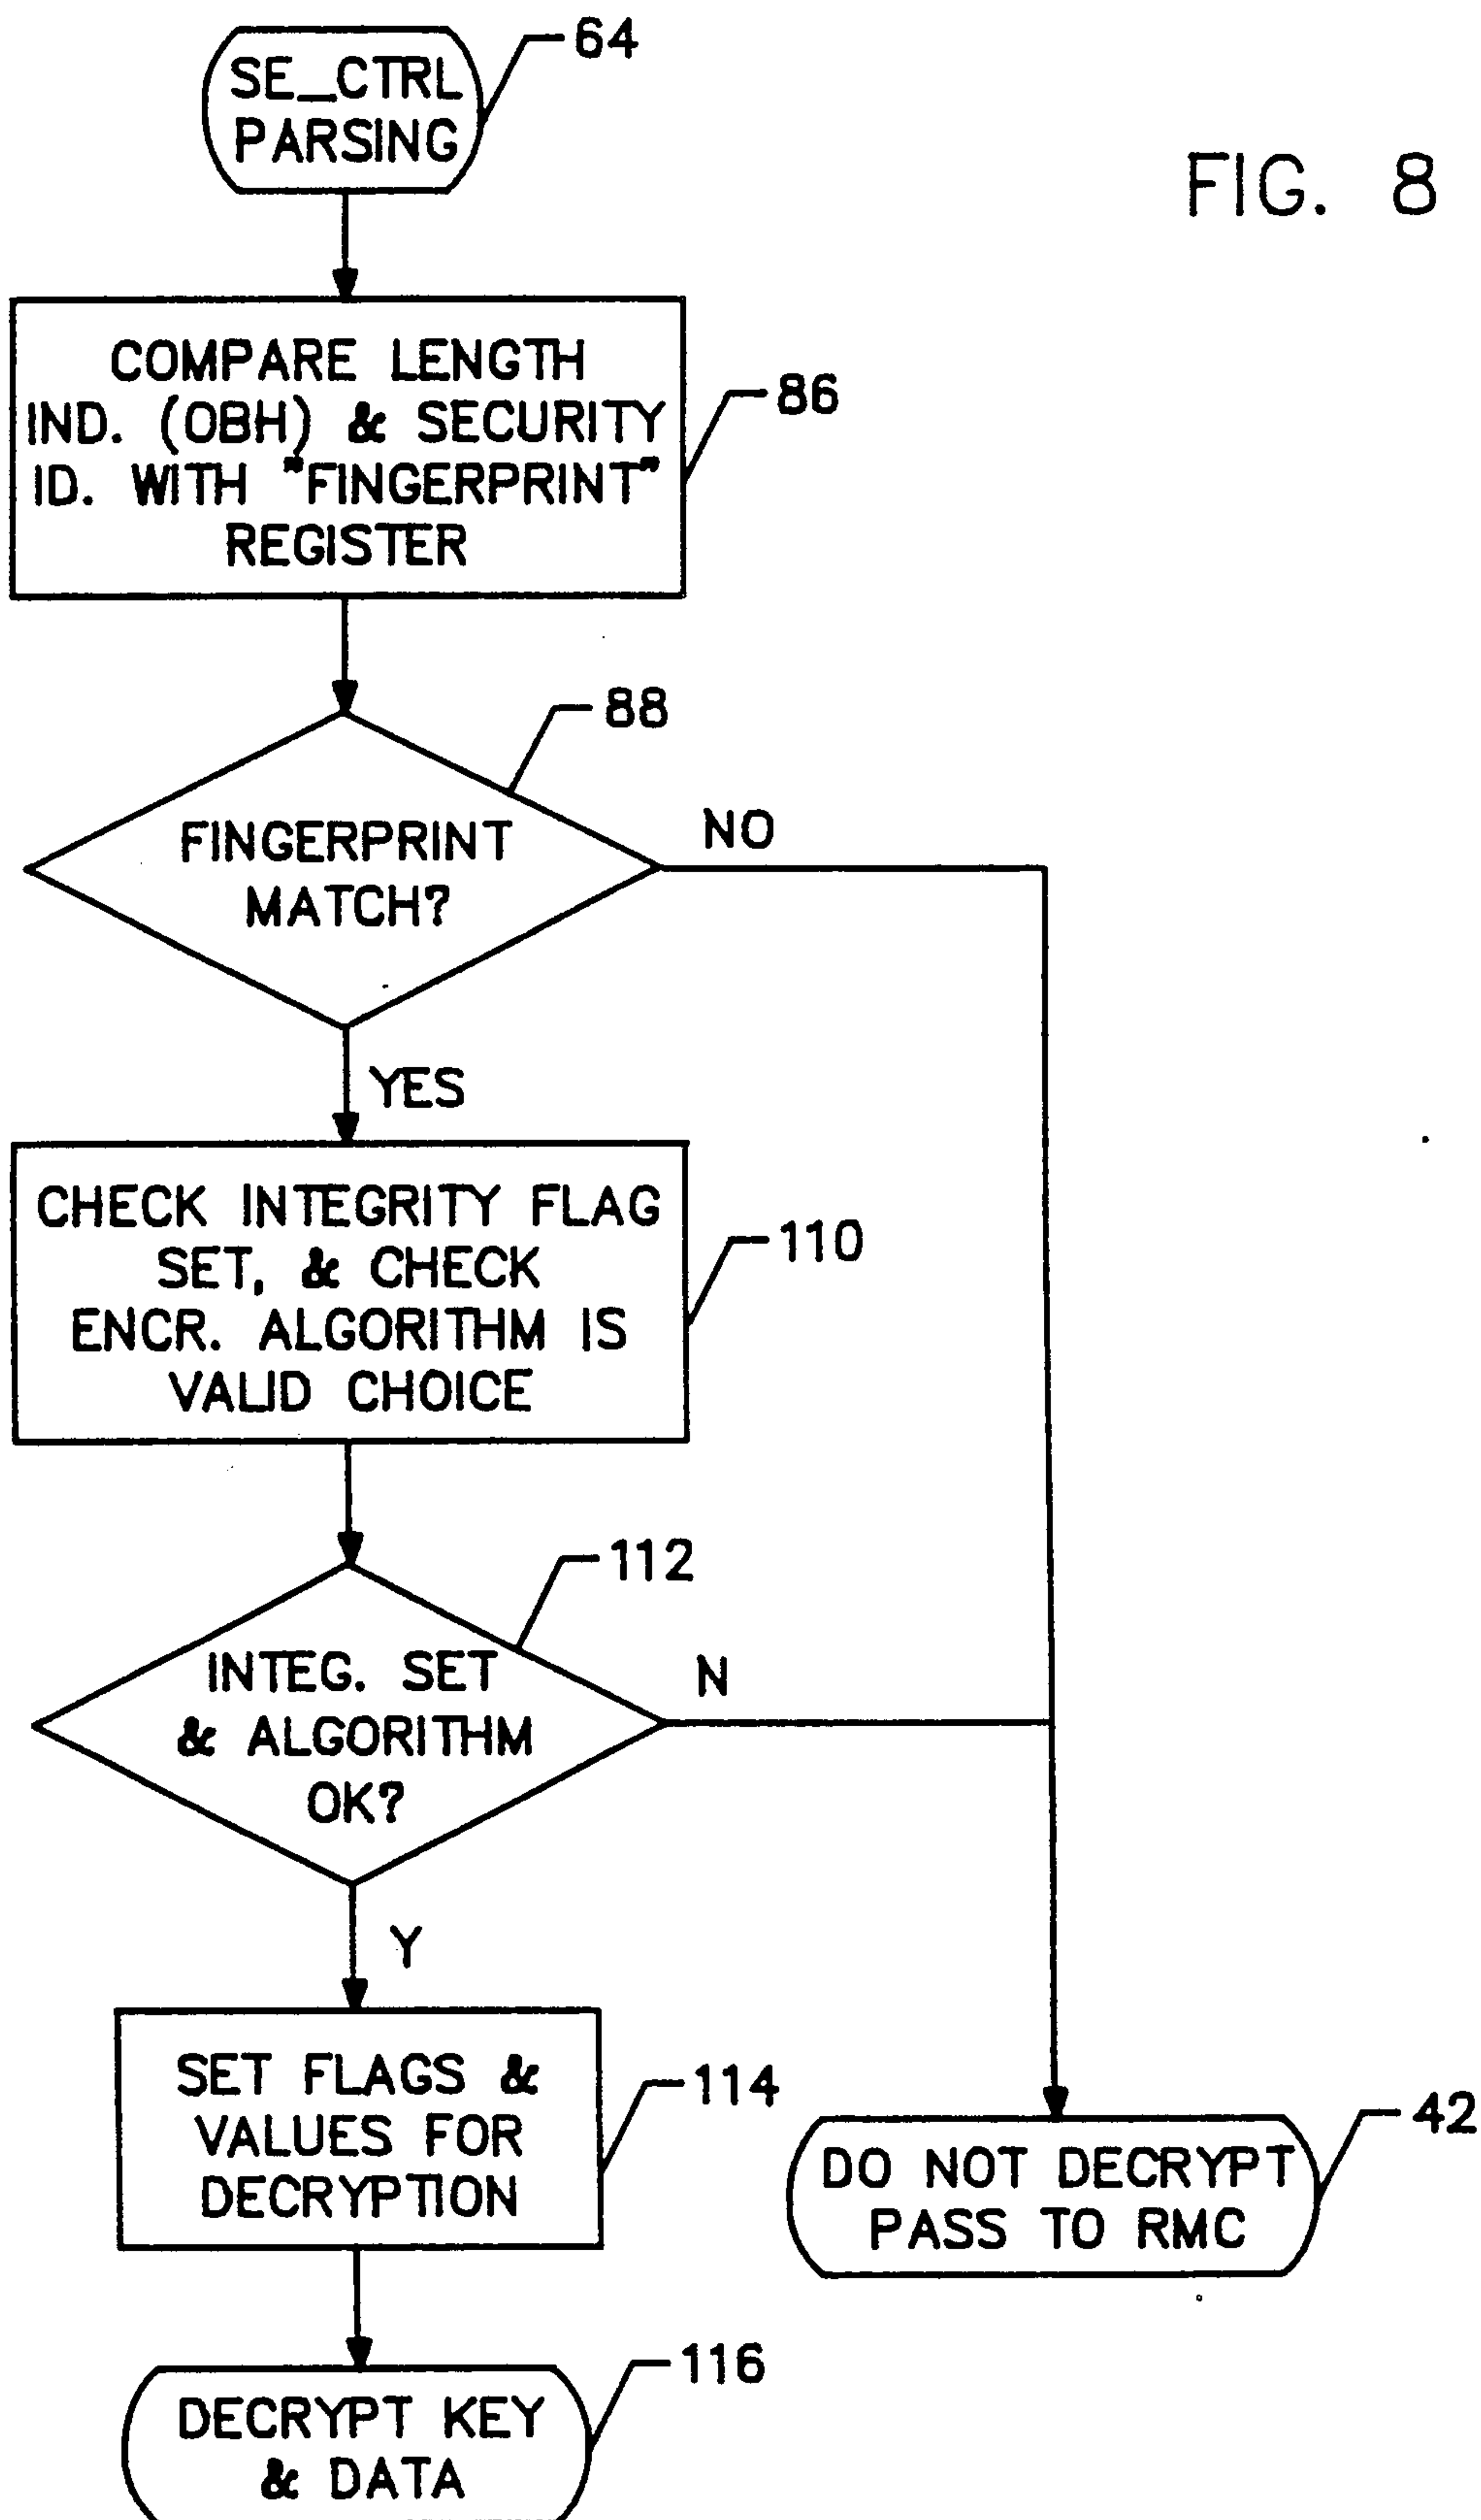 SE_CTRL
PARSING
64
FIG. 8
COMPARE LENGTH
IND. (OBH) & SECURITY
ID. WITH "FINGERPRINT"
REGISTER
86
88
FINGERPRINT
MATCH?
NO
YES
CHECK INTEGRITY FLAG
SET, & CHECK
ENCR. ALGORITHM IS
VALID CHOICE
110
112
INTEG. SET
& ALGORITHM
OK?
N
Y
SET FLAGS &
VALUES FOR
DECRYPTION
114
DO NOT DECRYPT
PASS TO RMC
42
DECRYPT KEY
& DATA
116